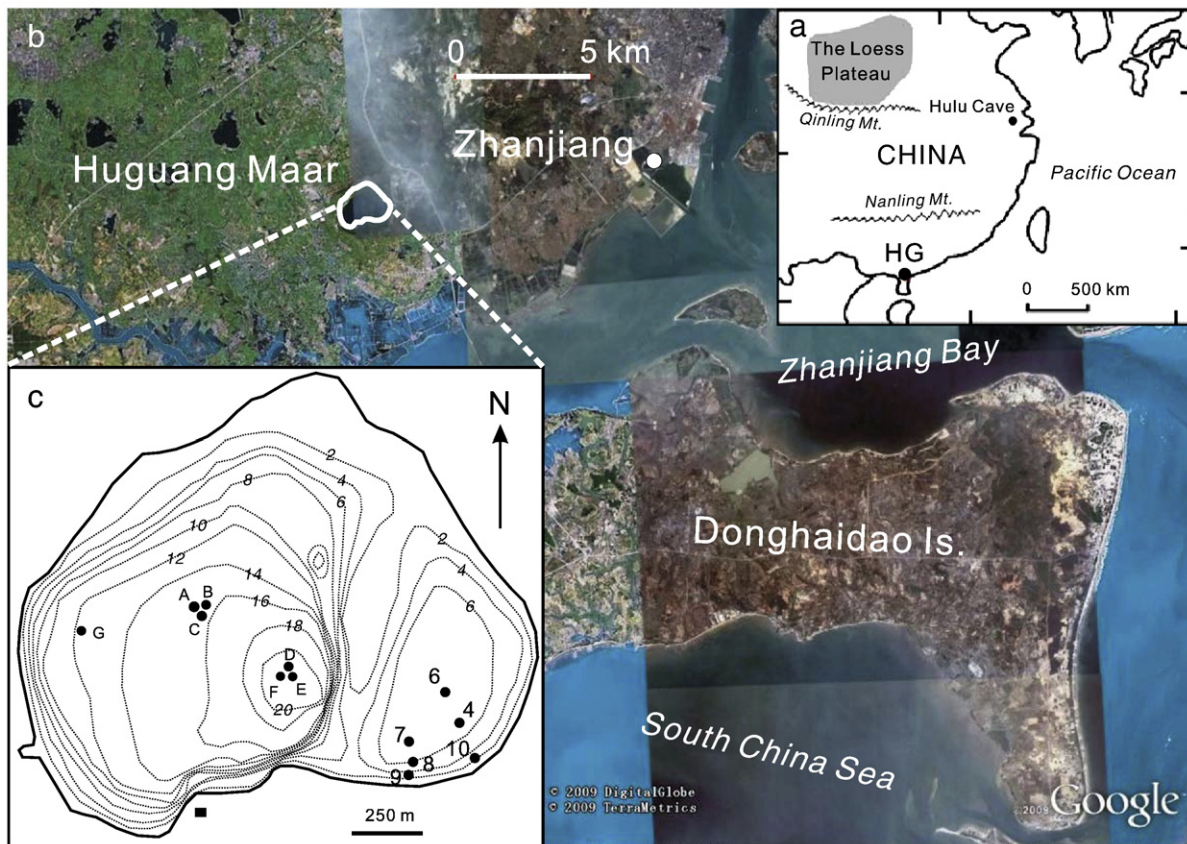 b
0 5 km
Zhanjiang
Huguang Maar
a
The Loess
Plateau
Hulu Cave
Qinling Mt.
CHINA
Pacific Ocean
Nanling Mt.
HG
0 500 km
Zhanjiang Bay
Donghaidao Is.
South China Sea
© 2009 DigitalGlobe
© 2009 TerraMetrics
© 2009 Google™
c
N
2
4
6
8
10
12
14
16
18
20
2
4
6
A B
C
G
D
F E
6
4
7
8
10
9
250 m